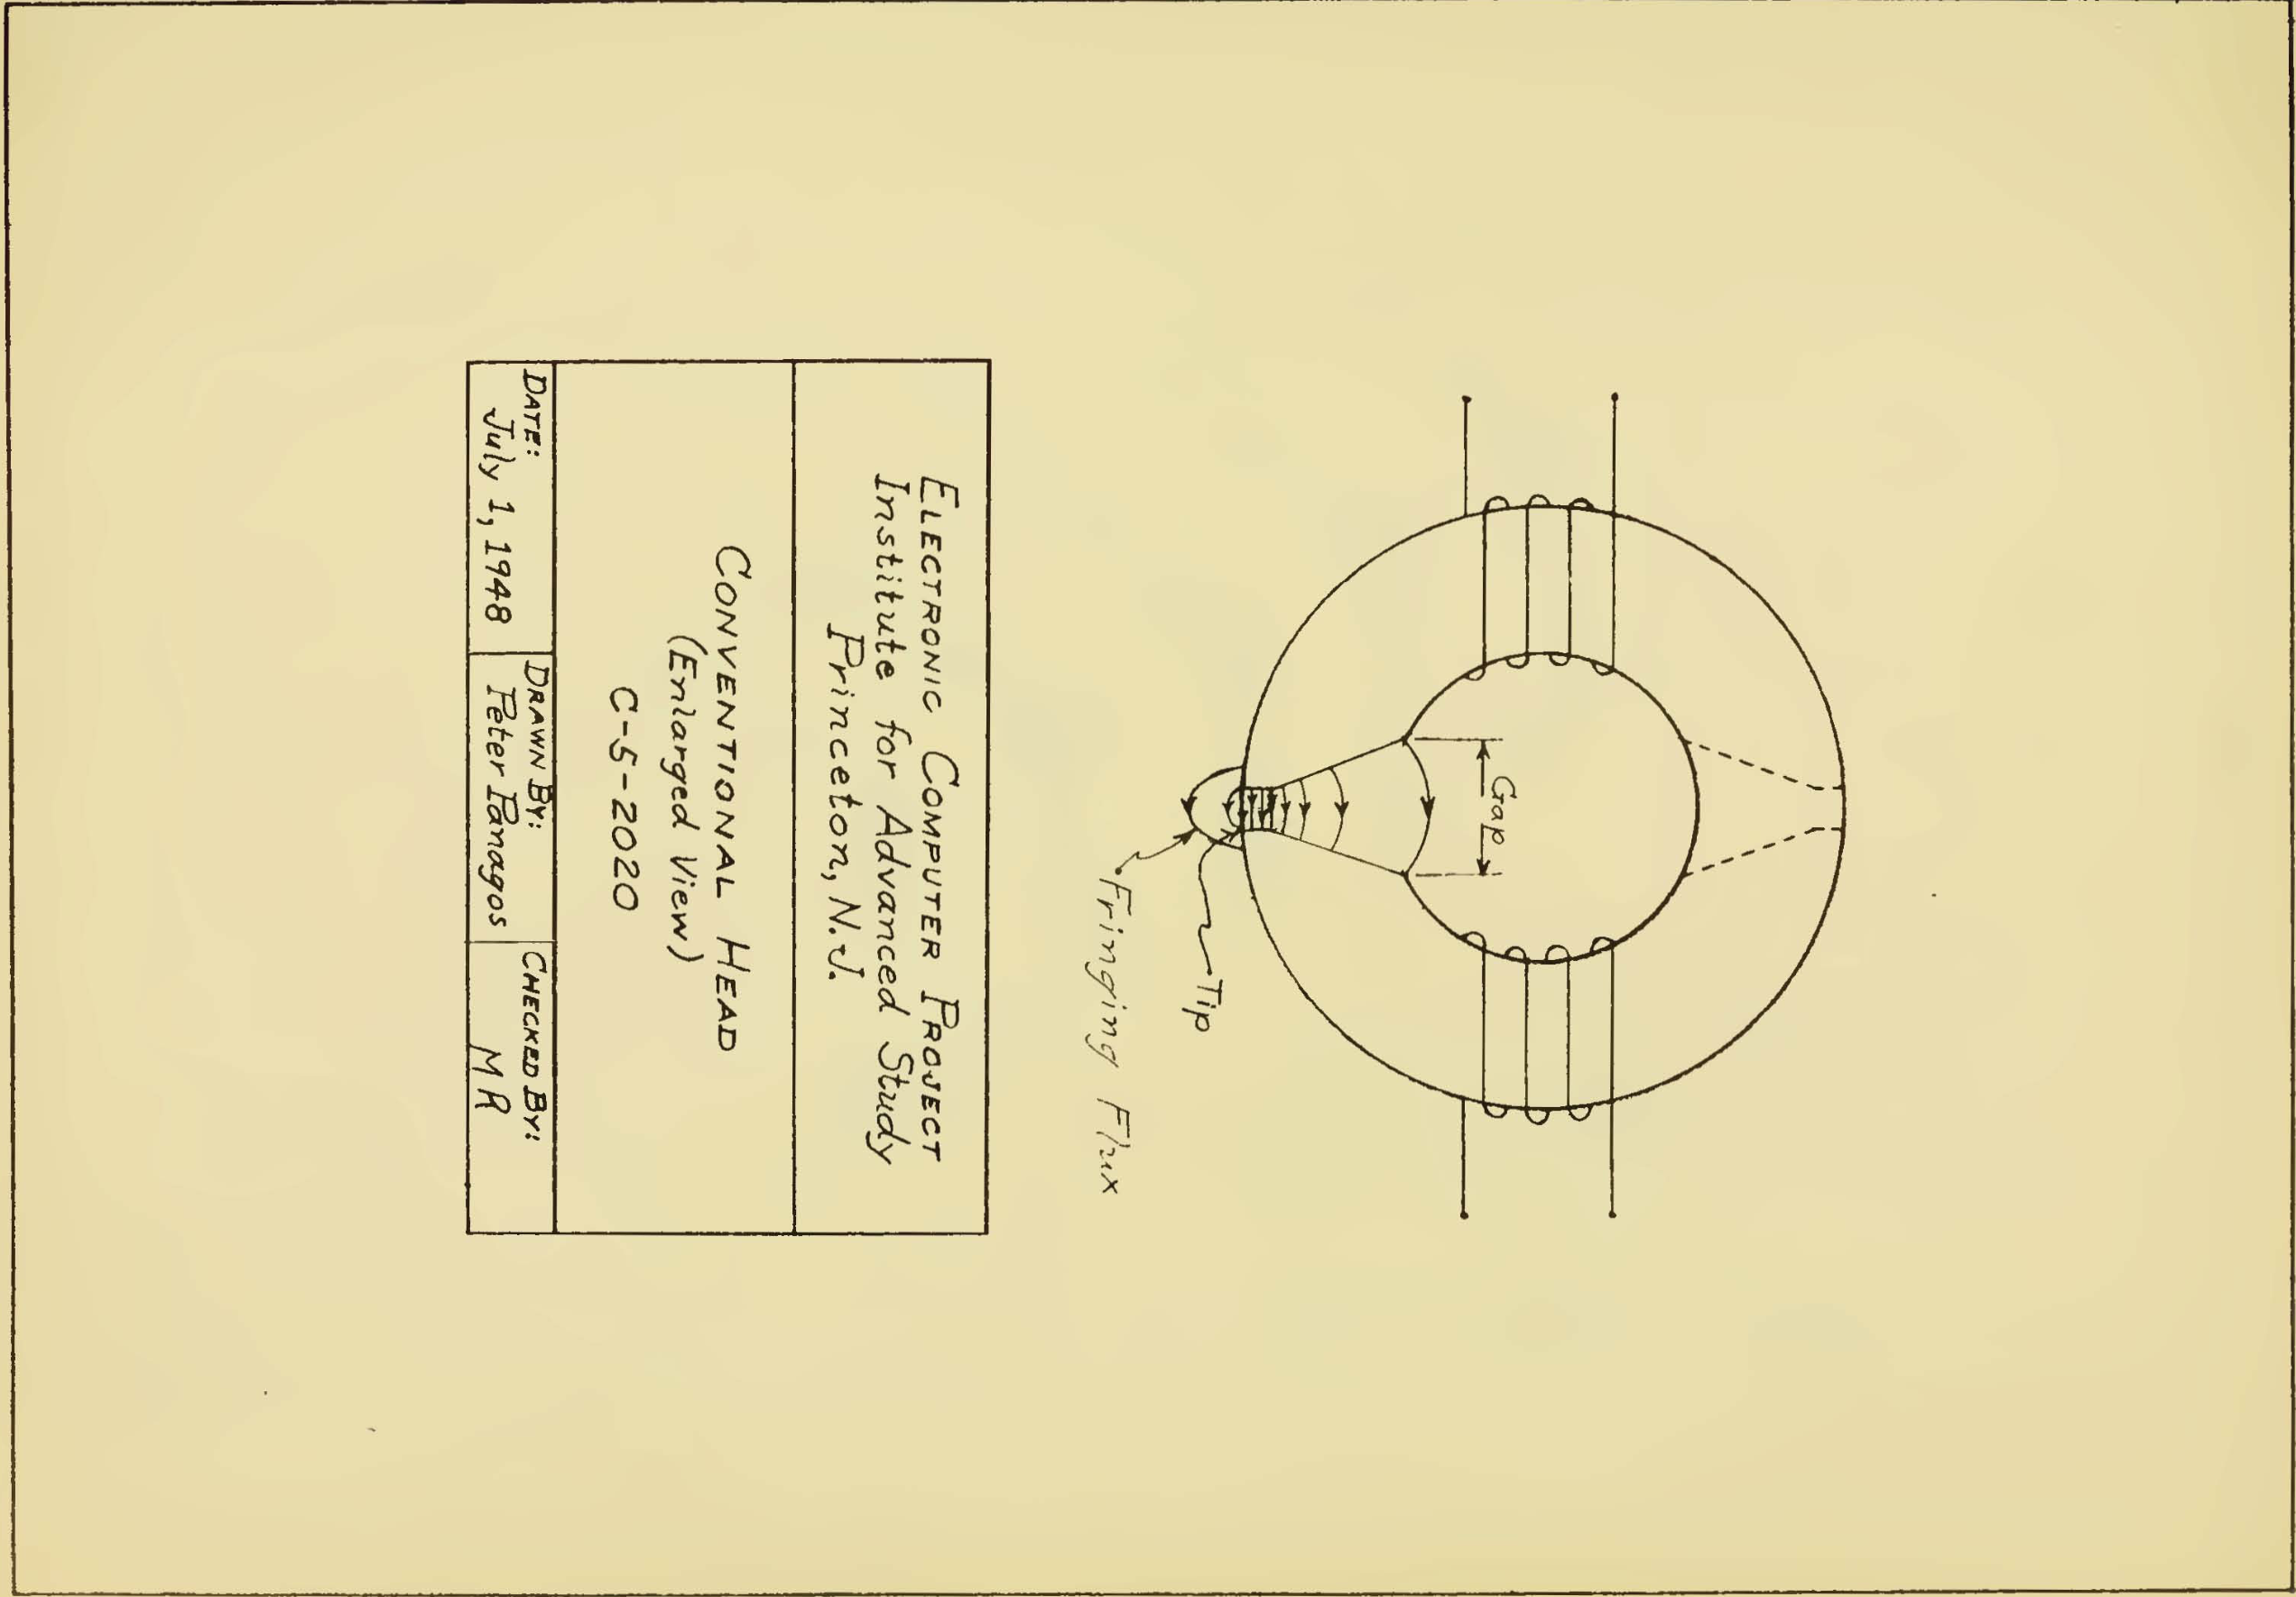 Gap
Tip
Fringing Flux
ELECTRONIC COMPUTER PROJECT
Institute for Advanced Study
Princeton, N.J.
CONVENTIONAL HEAD
(Enlarged View)
C-5-2020
DATE:
July 1, 1948
DRAWN BY:
Peter Panagos
CHECKED BY:
MR